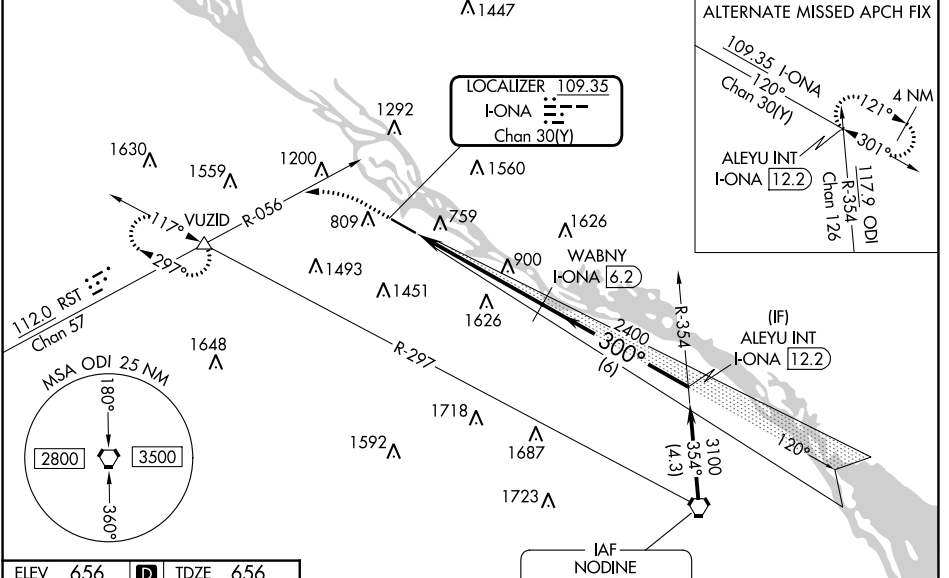 1447
ALTERNATE MISSED APCH FIX
109.35 I-ONA
120°
Chan 30(Y)
4 NM
121°
301°
ALEYU INT
I-ONA 12.2
117.9 ODI
R-354
Chan 126
LOCALIZER 109.35
I-ONA
Chan 30(Y)
1292
1630
1559
1200
1560
VUZID
R-056
117°
297°
809
759
1626
900
WABNY
I-ONA 6.2
1493
1451
1626
112.0 RST
Chan 57
1648
R-297
2400
300°
(6)
R-354
(IF)
ALEYU INT
I-ONA 12.2
120°
MSA ODI 25 NM
180°
2800
3500
360°
1718
1592
1687
1723
3100
354°
(4.3)
IAF
NODINE
ELEV 656 D TDZE 656